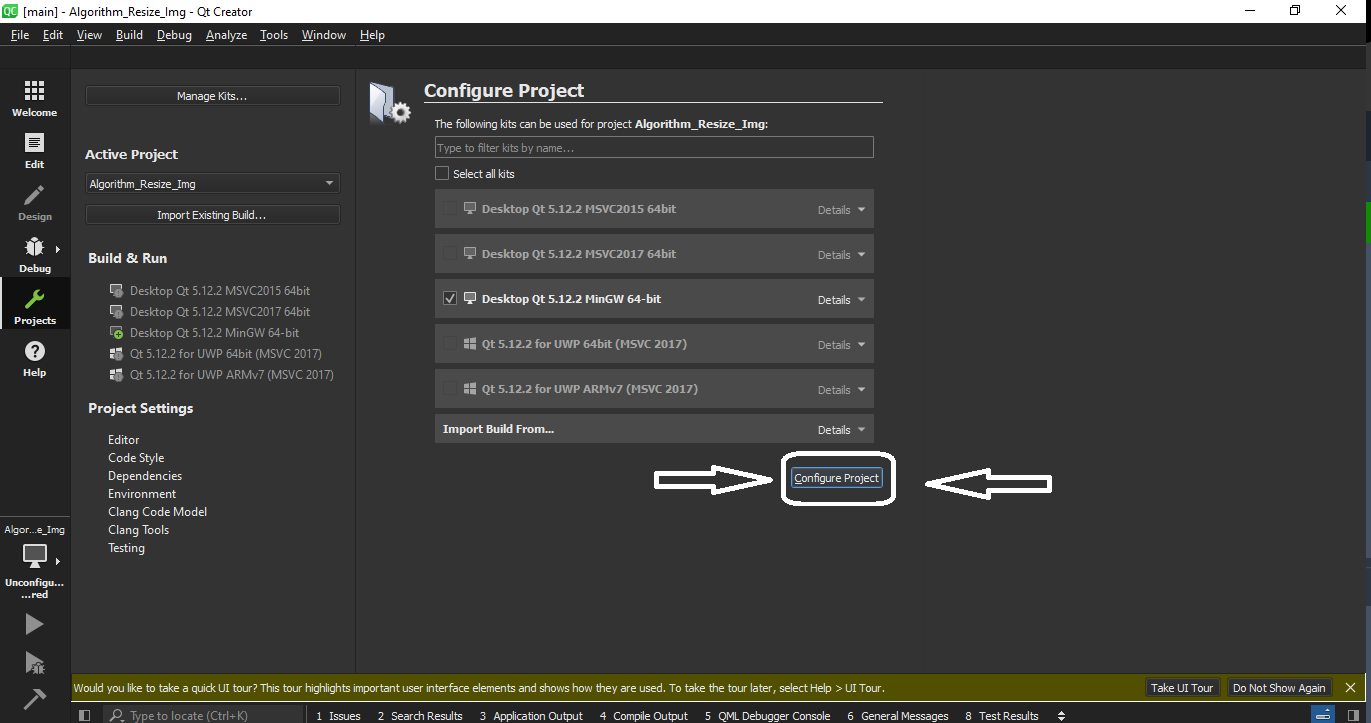 QC [main] - Algorithm_Resize_Img - Qt Creator
File Edit View Build Debug Analyze Tools Window Help
Welcome
Edit
Design
Debug
Projects
Help
Algor...e_Img
Unconfigu...
...red
Manage Kits...
Active Project
Algorithm_Resize_Img
Import Existing Build...
Build & Run
Desktop Qt 5.12.2 MSVC2015 64bit
Desktop Qt 5.12.2 MSVC2017 64bit
Desktop Qt 5.12.2 MinGW 64-bit
Qt 5.12.2 for UWP 64bit (MSVC 2017)
Qt 5.12.2 for UWP ARMv7 (MSVC 2017)
Project Settings
Editor
Code Style
Dependencies
Environment
Clang Code Model
Clang Tools
Testing
Configure Project
The following kits can be used for project Algorithm_Resize_Img:
Type to filter kits by name...
Select all kits
Desktop Qt 5.12.2 MSVC2015 64bit Details
Desktop Qt 5.12.2 MSVC2017 64bit Details
Desktop Qt 5.12.2 MinGW 64-bit Details
Qt 5.12.2 for UWP 64bit (MSVC 2017) Details
Qt 5.12.2 for UWP ARMv7 (MSVC 2017) Details
Import Build From... Details
Configure Project
Would you like to take a quick UI tour? This tour highlights important user interface elements and shows how they are used. To take the tour later, select Help > UI Tour. Take UI Tour Do Not Show Again
Type to locate (Ctrl+K) 1 Issues 2 Search Results 3 Application Output 4 Compile Output 5 QML Debugger Console 6 General Messages 8 Test Results